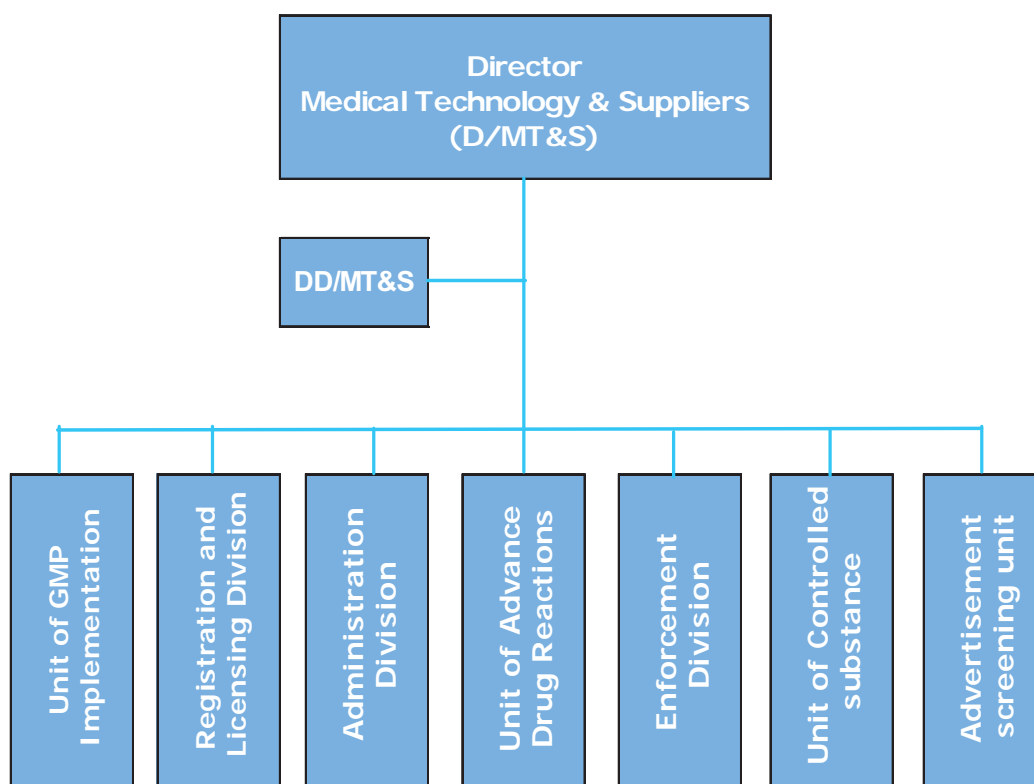 Director
Medical Technology & Suppliers
(D/MT&S)
DD/MT&S
Unit of GMP
Implementation
Registration and
Licensing Division
Administration
Division
Unit of Advance
Drug Reactions
Enforcement
Division
Unit of Controlled
substance
Advertisement
screening unit